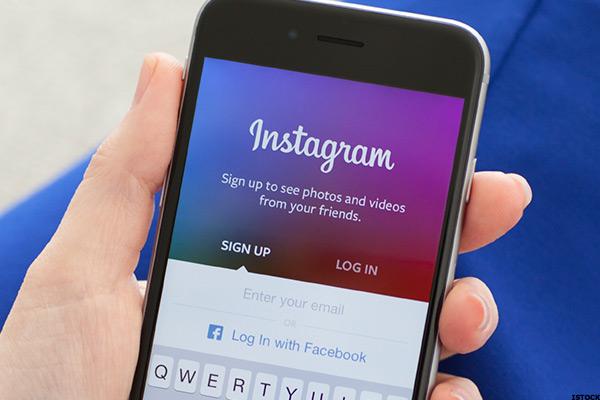 Instagram
Sign up to see photos and videos
from your friends.
SIGN UP LOG IN
Enter your email
OR
f Log In with Facebook
Q W E R T Y U
ISTOCK